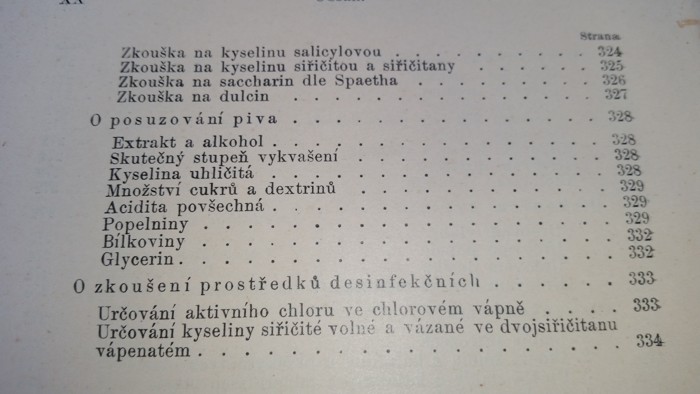 XX
Strana
Zkouška na kyselinu salicylovou . . . . . . . . . . 324
Zkouška na kyselinu siřičitou a siřičitany . . . . . . 325
Zkouška na saccharin dle Spaetha . . . . . . . . . 326
Zkouška na dulcin . . . . . . . . . . . . . . . 327
O posuzování piva . . . . . . . . . . . . . . . 328
Extrakt a alkohol . . . . . . . . . . . . . . . 328
Skutečný stupeň vykvašení . . . . . . . . . . . . 328
Kyselina uhličitá . . . . . . . . . . . . . . . 328
Množství cukrů a dextrinů . . . . . . . . . . . . 329
Acidita povšechná . . . . . . . . . . . . . . . 329
Popelniny . . . . . . . . . . . . . . . . . . 329
Bílkoviny . . . . . . . . . . . . . . . . . . 332
Glycerin . . . . . . . . . . . . . . . . . . . 332
O zkoušení prostředků desinfekčních . . . . . . 333
Určování aktivního chloru ve chlorovém vápně . . . . 333
Určování kyseliny siřičité volné a vázané ve dvojsiřičitanu
vápenatém . . . . . . . . . . . . . . . . . . 334